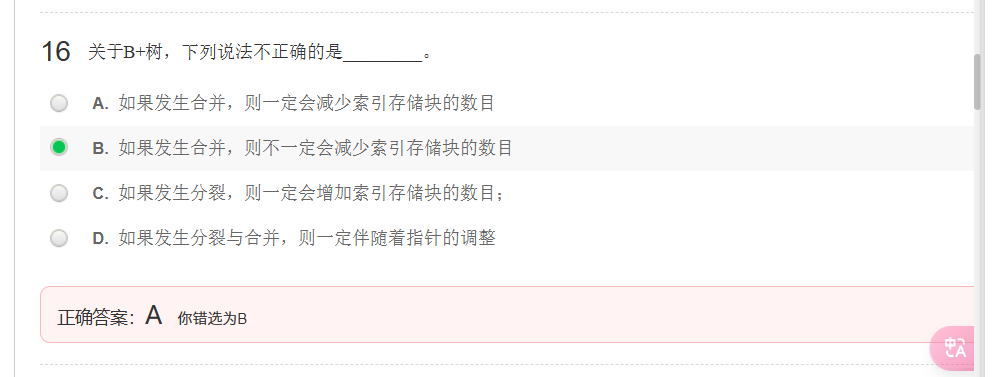 16 关于B+树，下列说法不正确的是_________。
A. 如果发生合并，则一定会减少索引存储块的数目
B. 如果发生合并，则不一定会减少索引存储块的数目
C. 如果发生分裂，则一定会增加索引存储块的数目；
D. 如果发生分裂与合并，则一定伴随着指针的调整
正确答案：A 你错选为B
中A